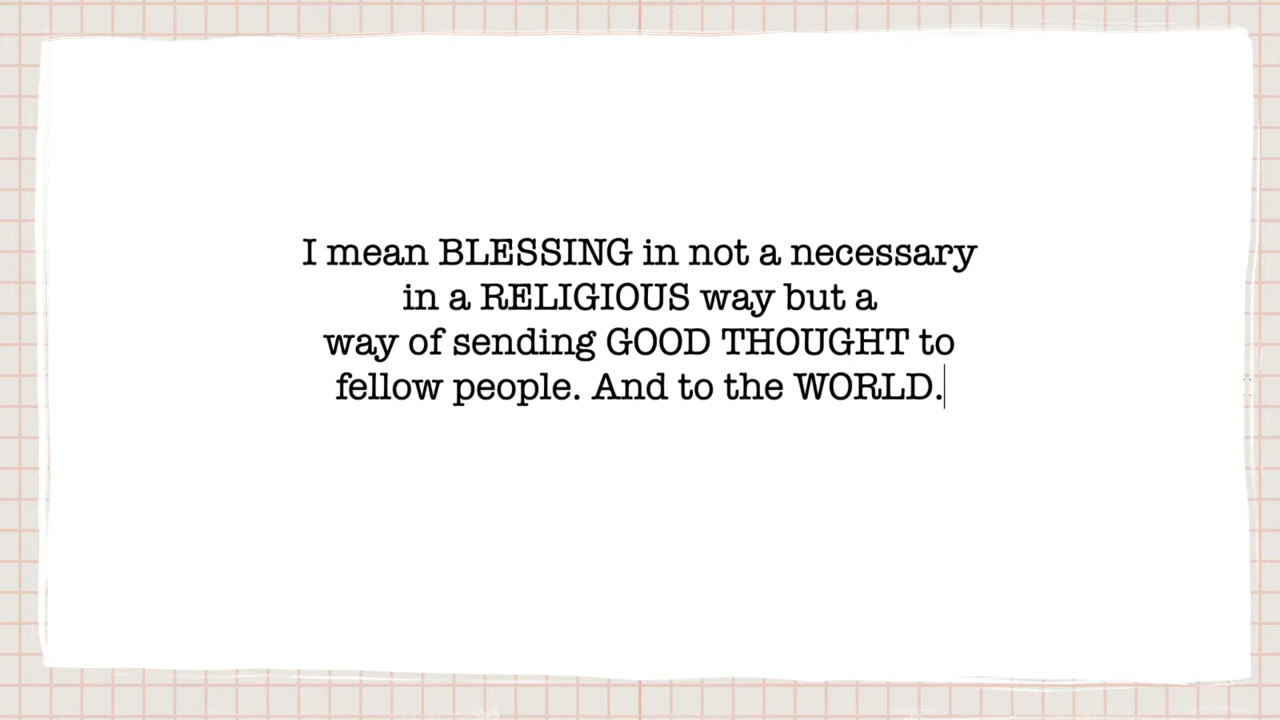 I mean BLESSING in not a necessary
in a RELIGIOUS way but a
way of sending GOOD THOUGHT to
fellow people. And to the WORLD.